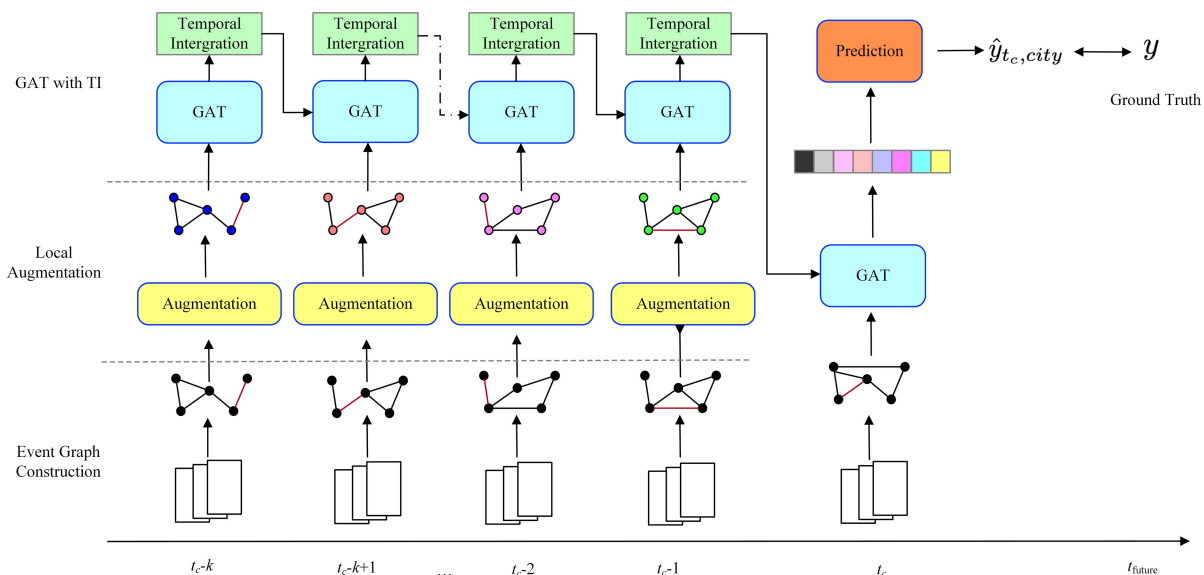 Temporal
Intergration
Temporal
Intergration
Temporal
Intergration
Temporal
Intergration
Prediction
ŷ_{t_c,city}
y
GAT with TI
GAT
GAT
GAT
GAT
Ground Truth
Local
Augmentation
GAT
Augmentation
Augmentation
Augmentation
Augmentation
Event Graph
Construction
t_c-k
t_c-k+1
...
t_c-2
t_c-1
t_c
t_future